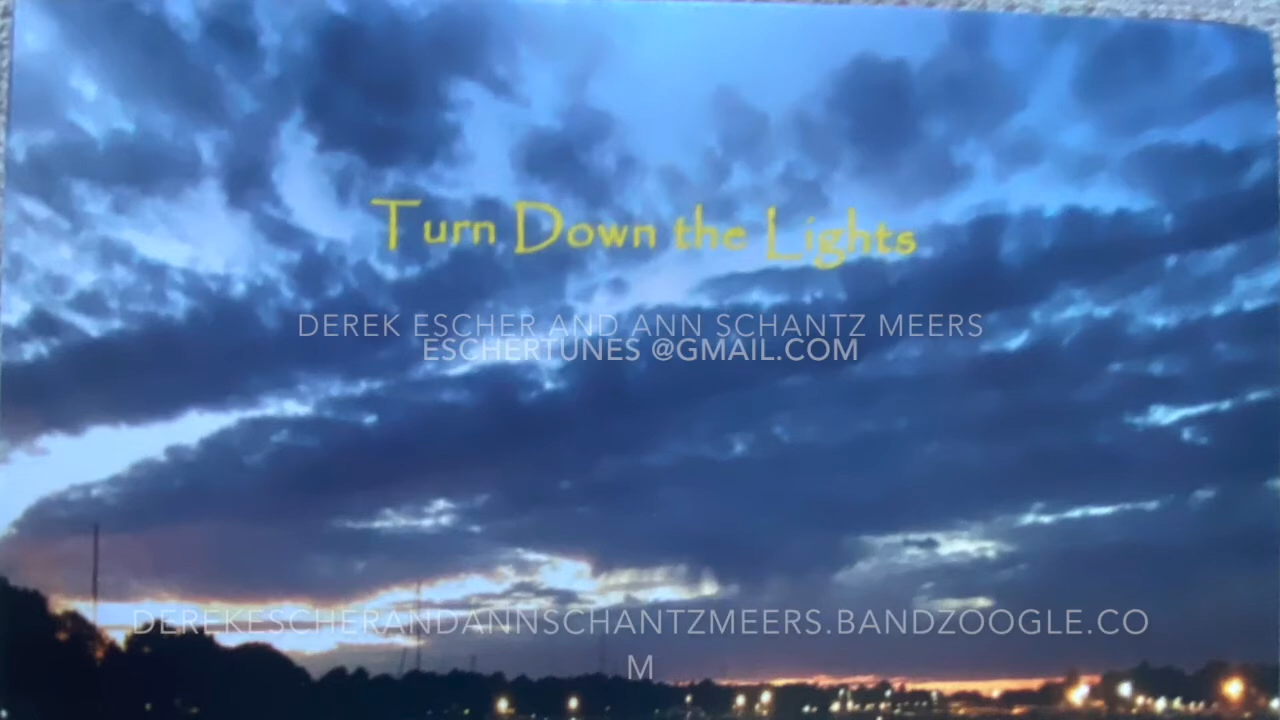 Turn Down the Lights
DEREK ESCHER AND ANN SCHANTZ MEERS
ESCHERTUNES @GMAIL.COM
DEREKESCHERANDANNSCHANTZMEERS.BANDZOOGLE.CO
M